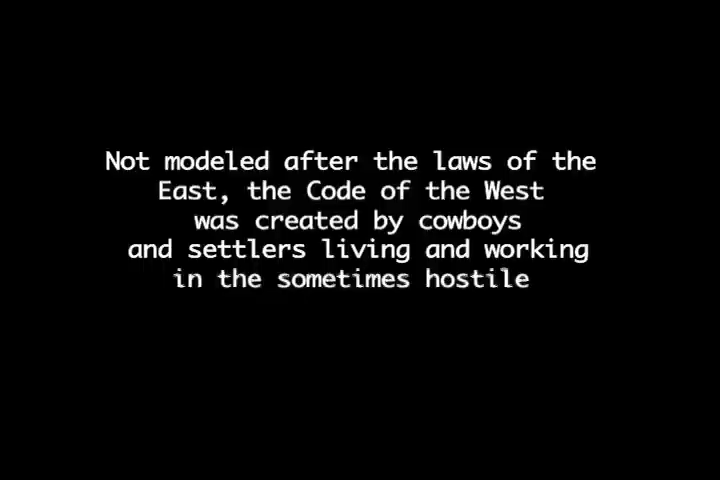 Not modeled after the laws of the
East, the Code of the West
was created by cowboys
and settlers living and working
in the sometimes hostile